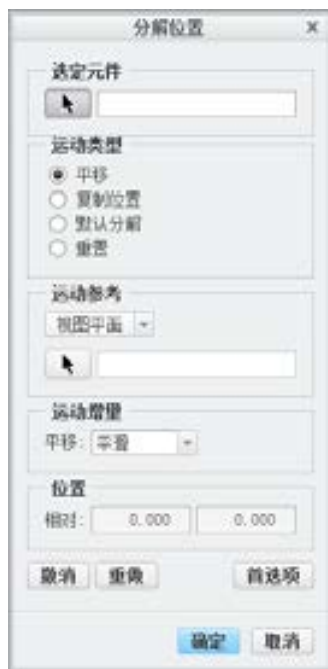 分解位置
选定元件
运动类型
平移
复制位置
默认分解
重置
运动参考
视图平面
运动增量
平移: 平滑
位置
相对: 0.000 0.000
撤消 重做 首选项
确定 取消